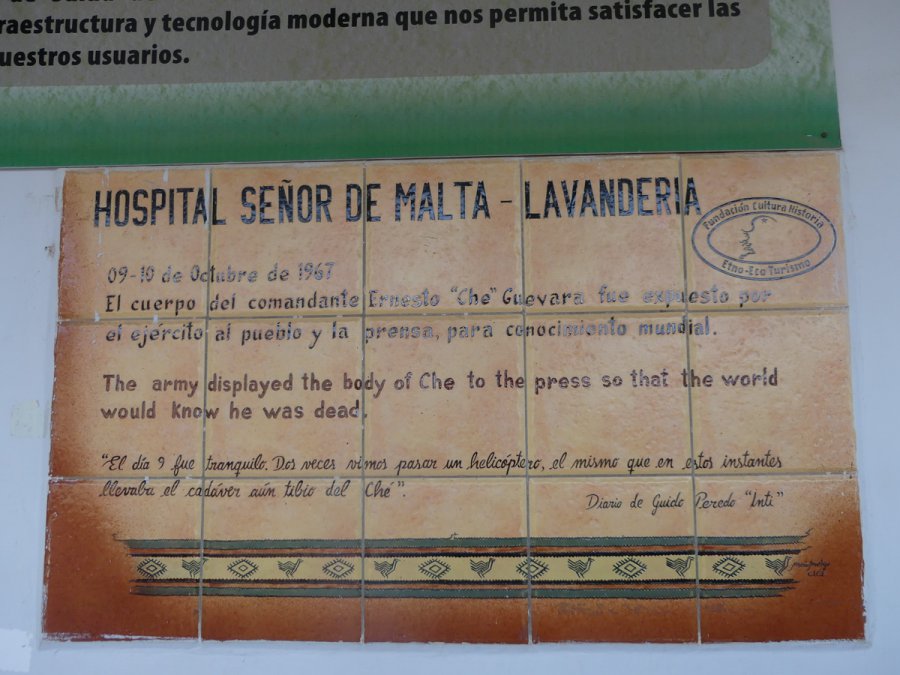 raestructura y tecnología moderna que nos permita satisfacer las
uestros usuarios.
HOSPITAL SEÑOR DE MALTA - LAVANDERIA
Fundación Cultura Historia
Etno-Eco Turismo
09-10 de Octubre de 1967
El cuerpo del comandante Ernesto "Che" Guevara fue expuesto por
el ejército al pueblo y la prensa, para conocimiento mundial.
The army displayed the body of Che to the press so that the world
would know he was dead.
"El día 9 fue tranquilo. Dos veces vimos pasar un helicóptero, el mismo que en estos instantes
llevaba el cadáver aún tibio del Ché".
Diario de Guido Peredo "Inti"